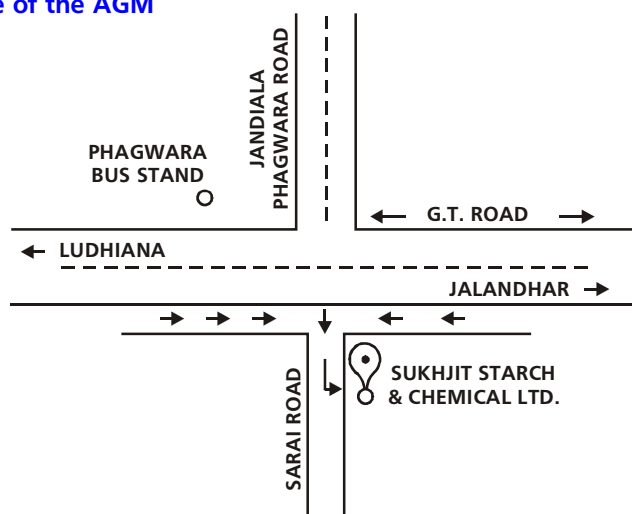 e of the AGM
JANDIALA
PHAGWARA ROAD
PHAGWARA
BUS STAND
G.T. ROAD
LUDHIANA
JALANDHAR
SARAI ROAD
SUKHJIT STARCH
& CHEMICAL LTD.